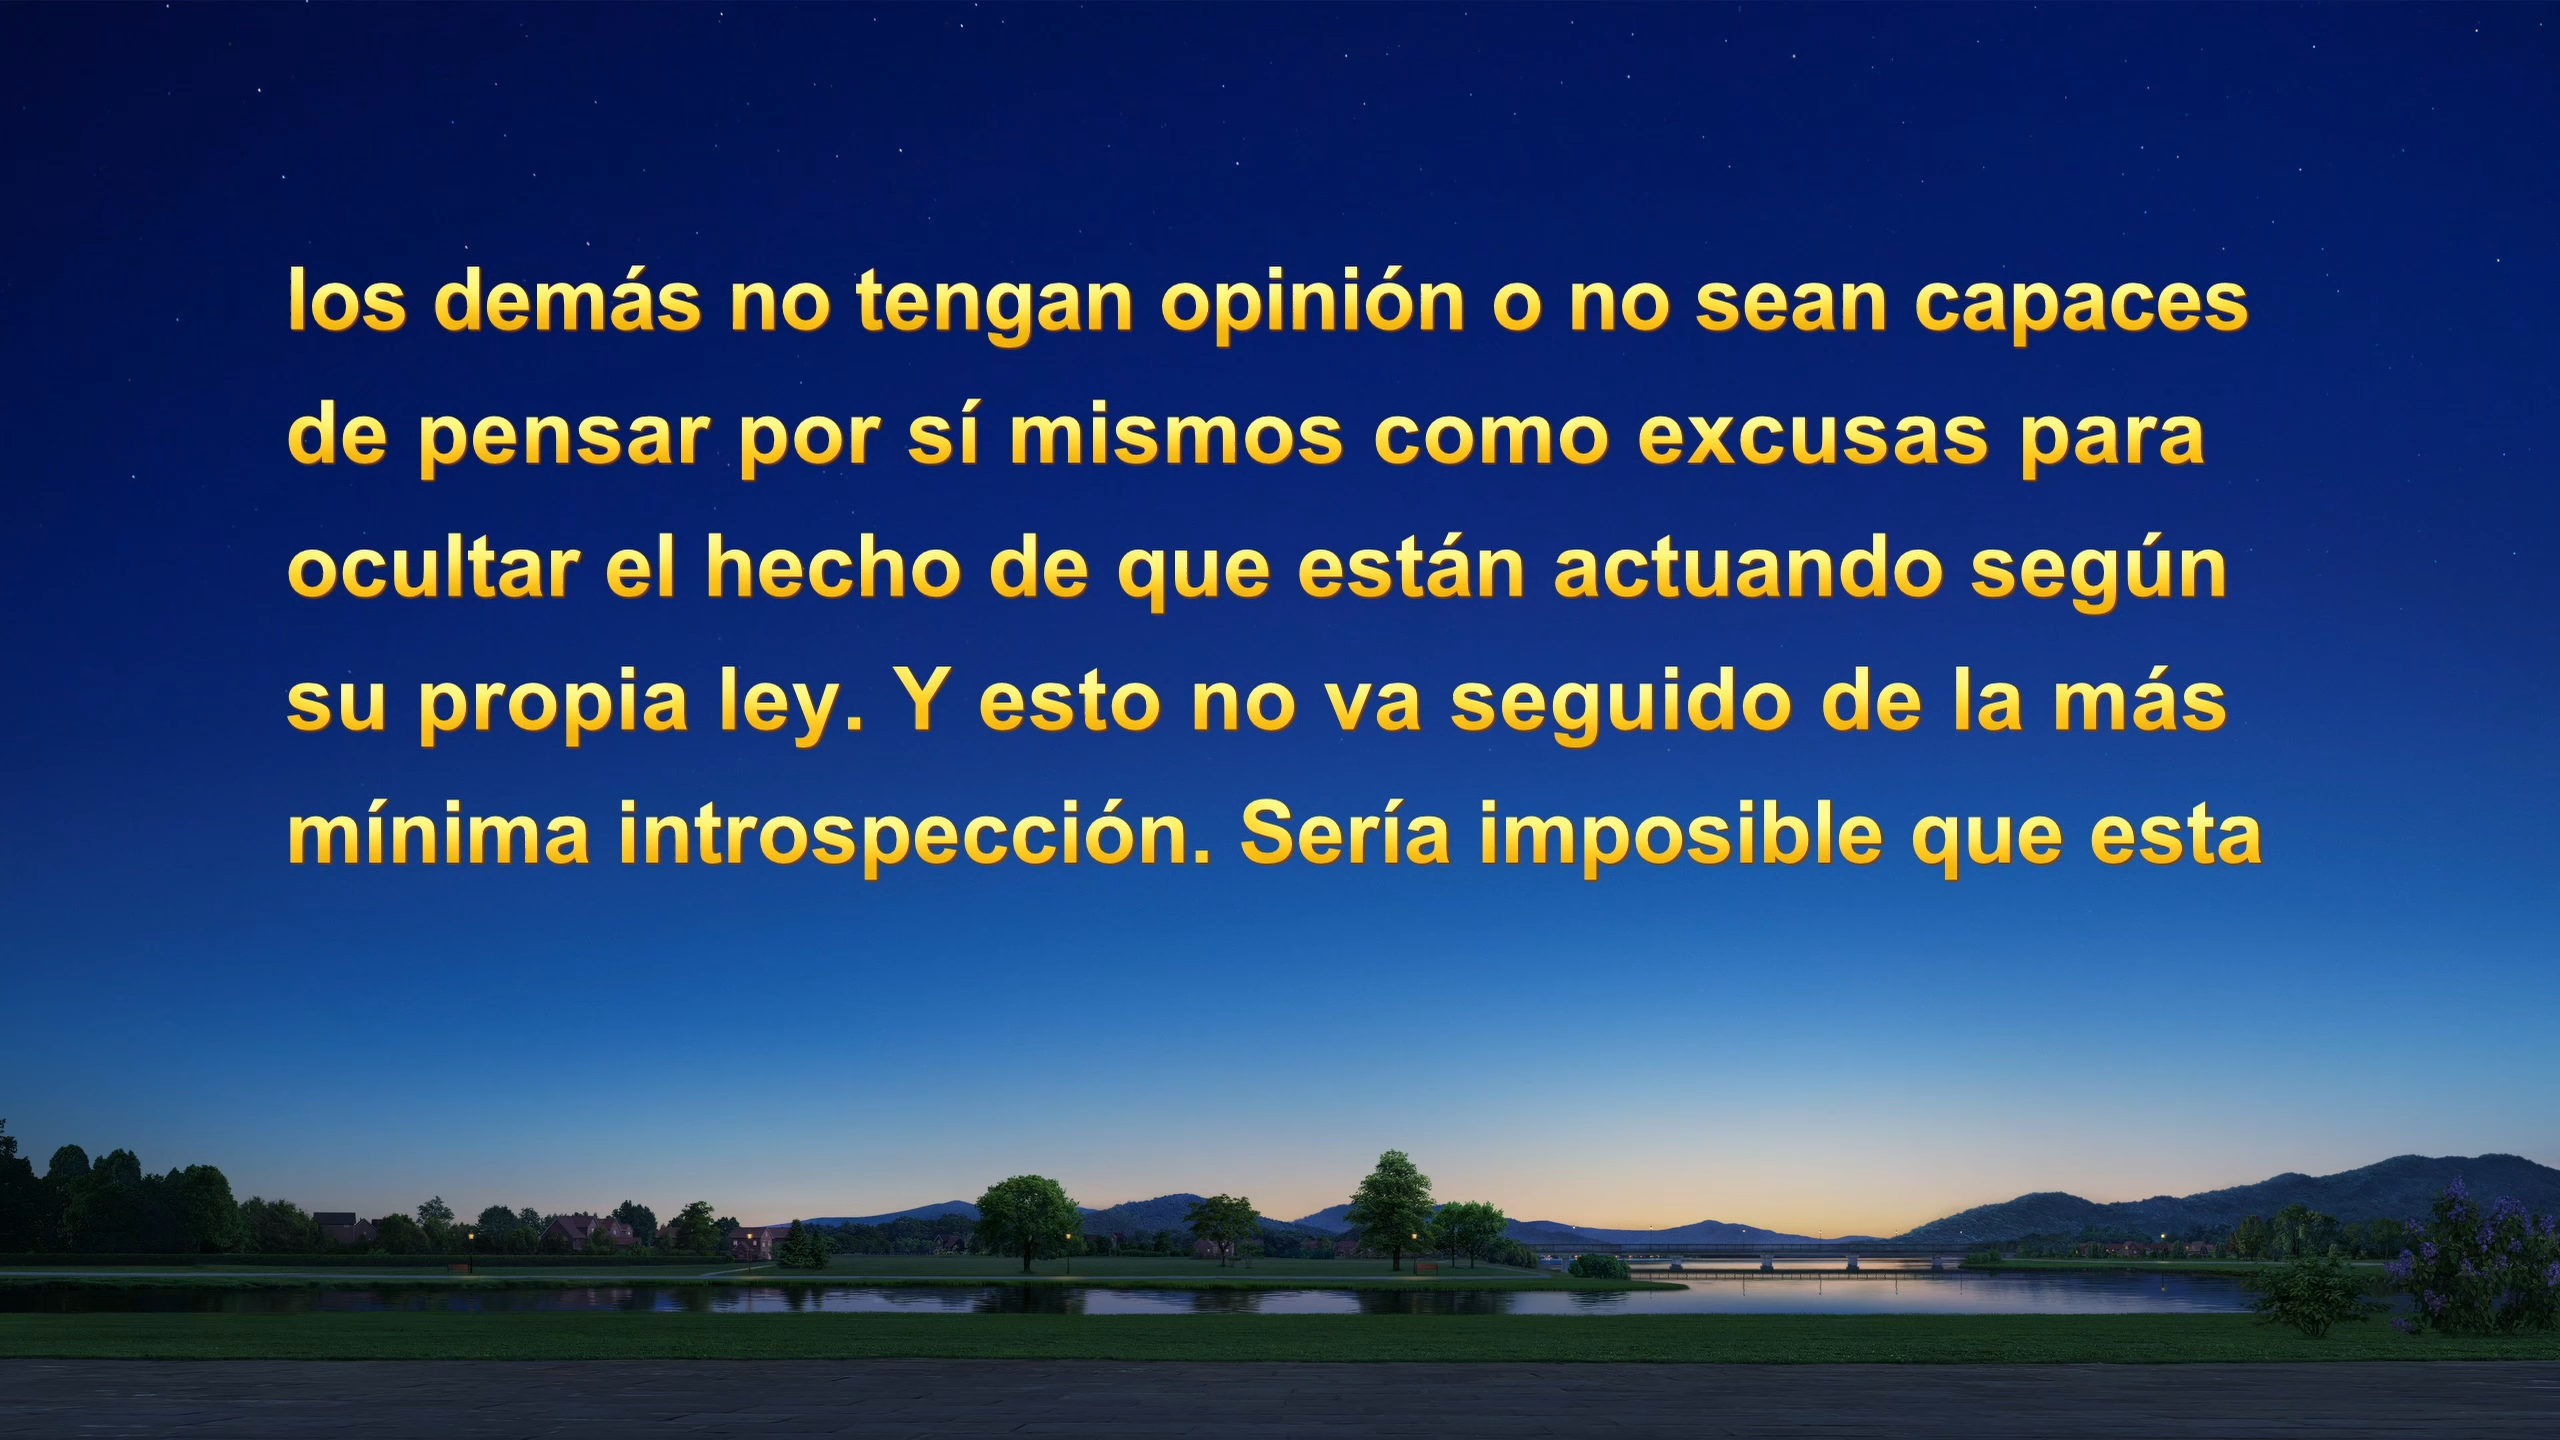 los demás no tengan opinión o no sean capaces
de pensar por sí mismos como excusas para
ocultar el hecho de que están actuando según
su propia ley. Y esto no va seguido de la más
mínima introspección. Sería imposible que esta